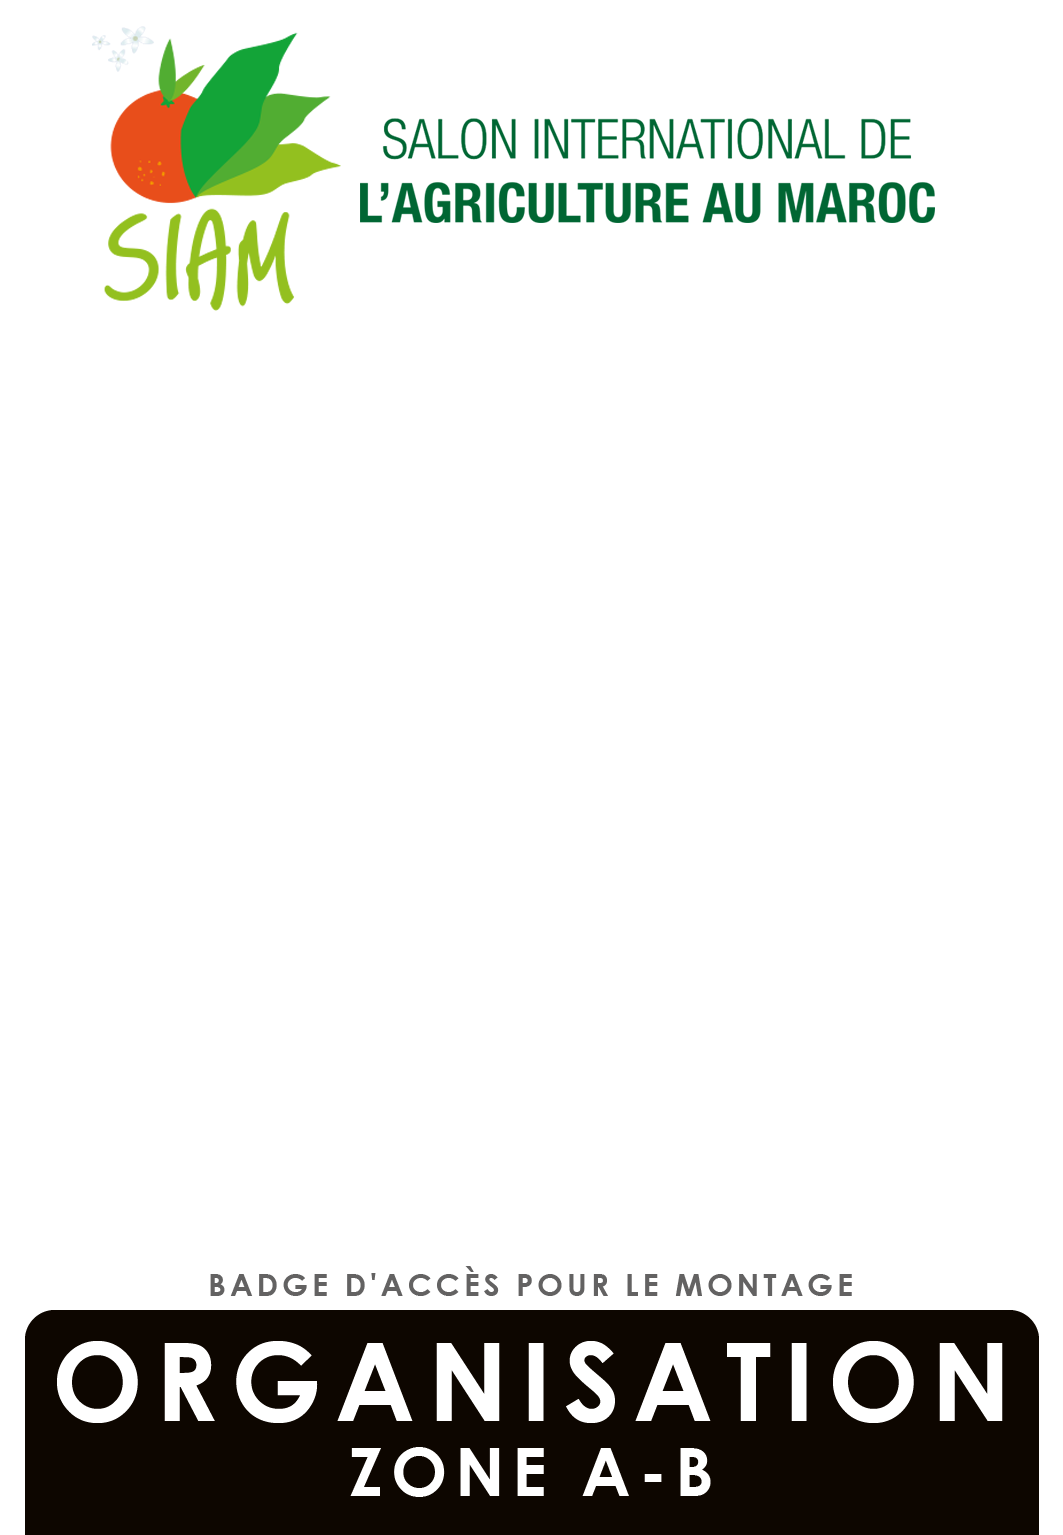 SALON INTERNATIONAL DE
L’AGRICULTURE AU MAROC
SIAM
BADGE D'ACCÈS POUR LE MONTAGE
ORGANISATION
ZONE A-B